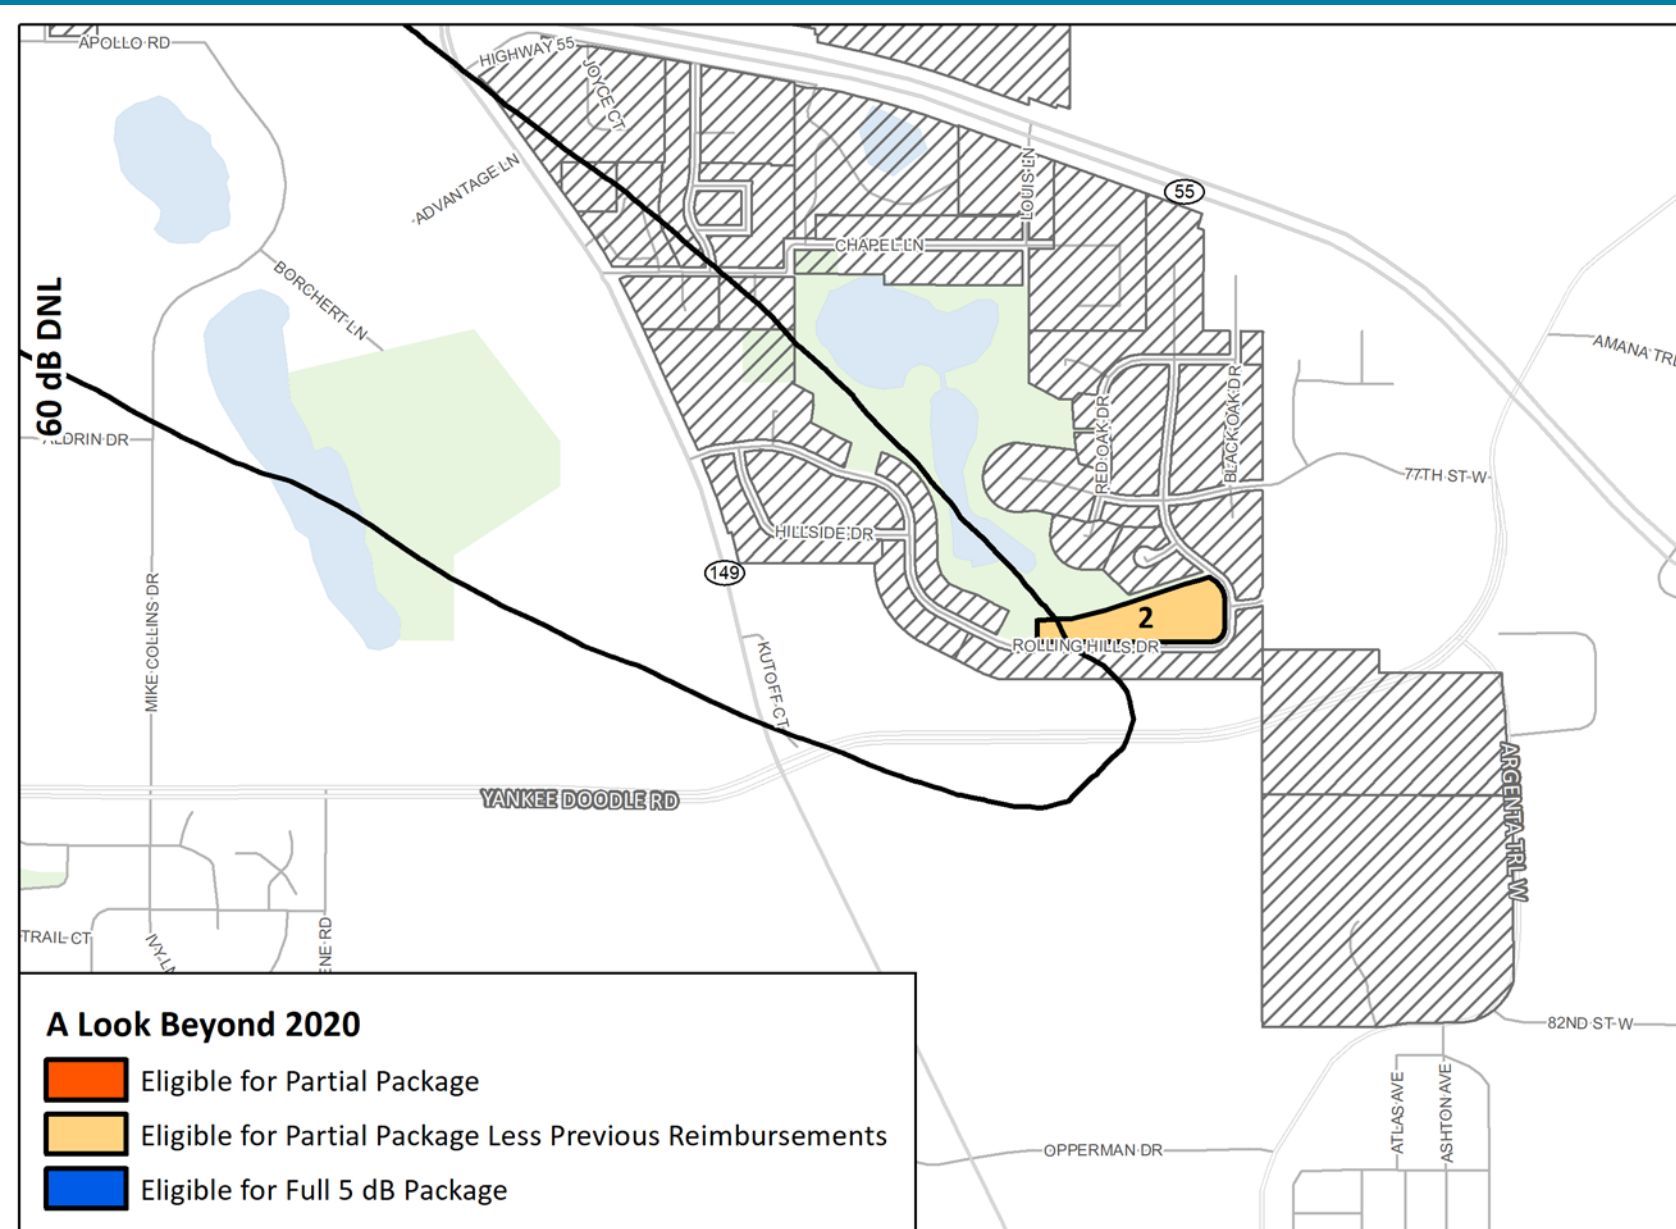 APOLLO RD
HIGHWAY 55
JOYCE CT
ADVANTAGE LN
LOUIS LN
55
CHAPEL LN
BORCHERT LN
60 dB DNL
AMANA TRL
ALDRIN DR
RED OAK DR
BLACK OAK DR
77TH ST W
HILLSIDE DR
149
MIKE COLLINS DR
2
ROLLING HILLS DR
KUTOFF CT
YANKEE DOODLE RD
ARGENTA TRL W
TRAIL CT
IVY LN
ENE RD
82ND ST W
ATLAS AVE
ASHTON AVE
OPPERMAN DR
A Look Beyond 2020
Eligible for Partial Package
Eligible for Partial Package Less Previous Reimbursements
Eligible for Full 5 dB Package